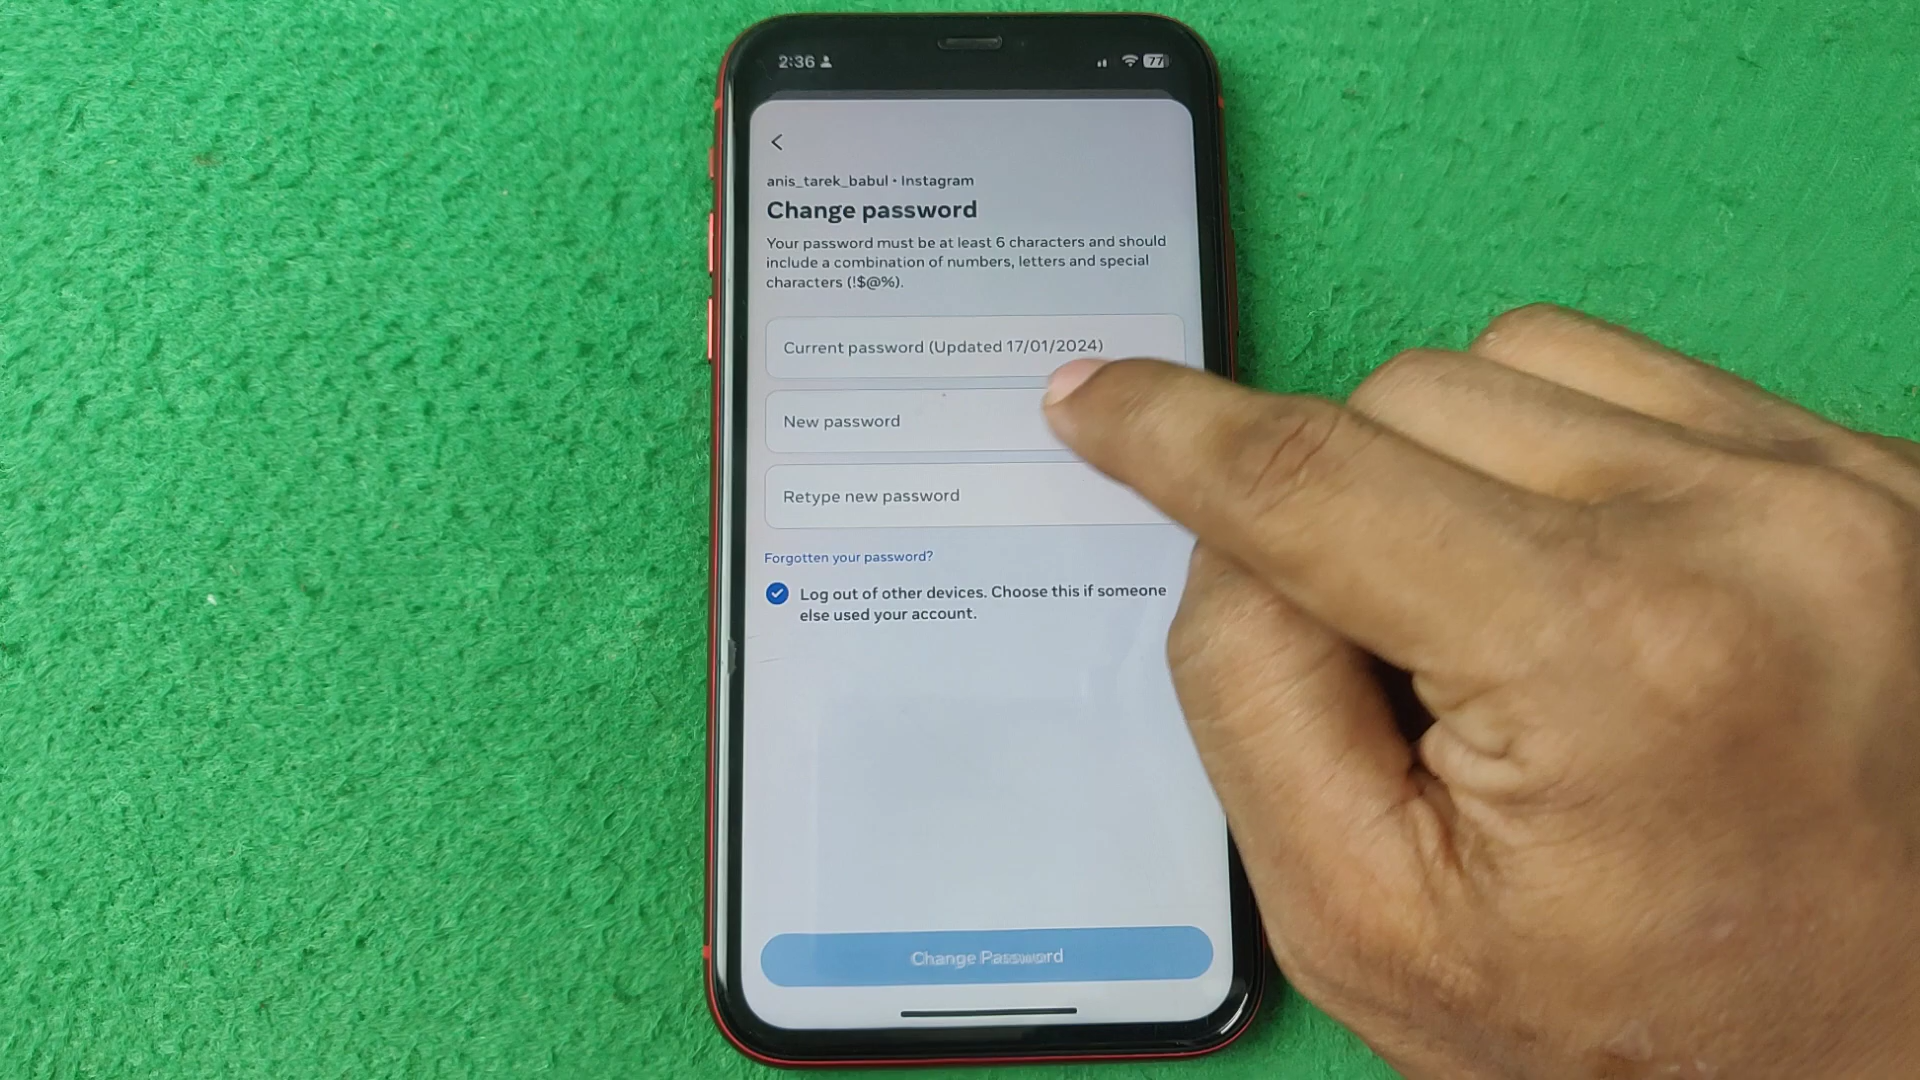 2:36
77
anis_tarek_babul • Instagram
Change password
Your password must be at least 6 characters and should
include a combination of numbers, letters and special
characters (!$@%).
Current password (Updated 17/01/2024)
New password
Retype new password
Forgotten your password?
Log out of other devices. Choose this if someone
else used your account.
Change Password